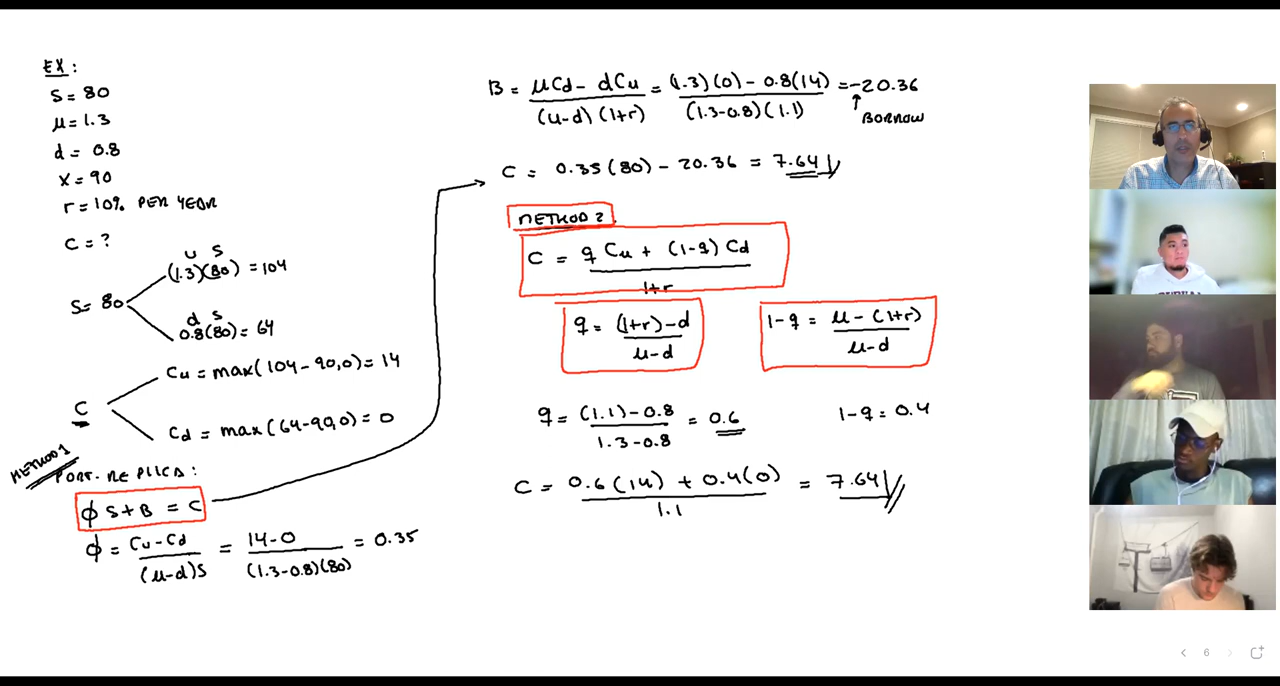 EX:
S = 80
μ = 1.3
d = 0.8
X = 90
r = 10% PER YEAR
C = ?
S = 80
u S
(1.3)(80) = 104
d S
0.8(80) = 64
C
Cu = max(104 - 90,0) = 14
Cd = max(64-90,0) = 0
METHOD 1
PORT. REPLICA:
ϕ S + B = C
ϕ = Cu - Cd / (μ-d)S = 14-0 / (1.3-0.8)(80) = 0.35
B = μCd - dCu / (u-d)(1+r) = (1.3)(0) - 0.8(14) / (1.3-0.8)(1.1) = -20.36
BORROW
C = 0.35(80) - 20.36 = 7.64
METHOD 2
C = q Cu + (1-q) Cd / 1+r
q = (1+r)-d / μ-d
1-q = μ-(1+r) / μ-d
q = (1.1)-0.8 / 1.3-0.8 = 0.6
1-q = 0.4
C = 0.6(14) + 0.4(0) / 1.1 = 7.64
6